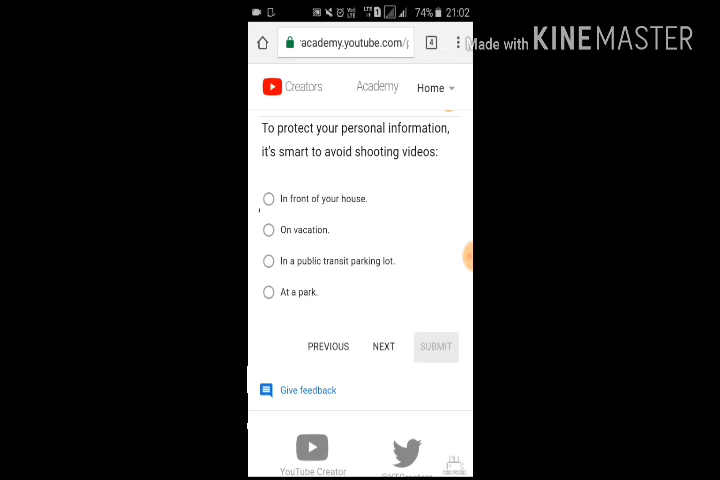 74% 21:02
academy.youtube.com/
4
Made with KINEMASTER
Creators Academy Home
To protect your personal information,
it's smart to avoid shooting videos:
In front of your house.
On vacation.
In a public transit parking lot.
At a park.
PREVIOUS NEXT SUBMIT
Give feedback
YouTube Creator